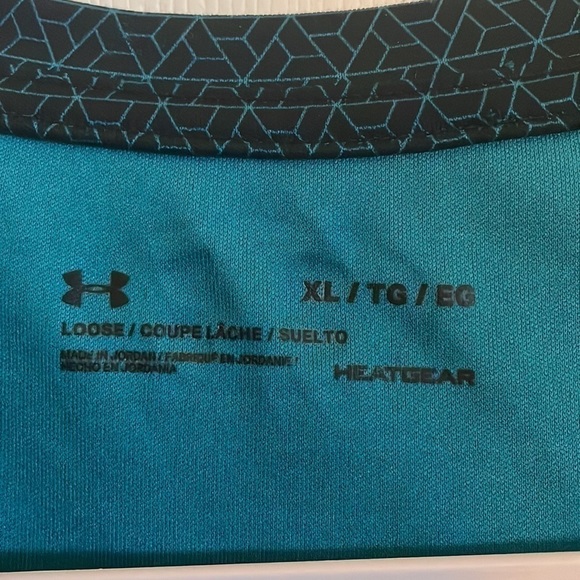 XL / TG / EG
LOOSE / COUPE LÂCHE / SUELTO
MADE IN JORDAN / FABRIQUÉ EN JORDANIE /
HECHO EN JORDANIA
HEATGEAR